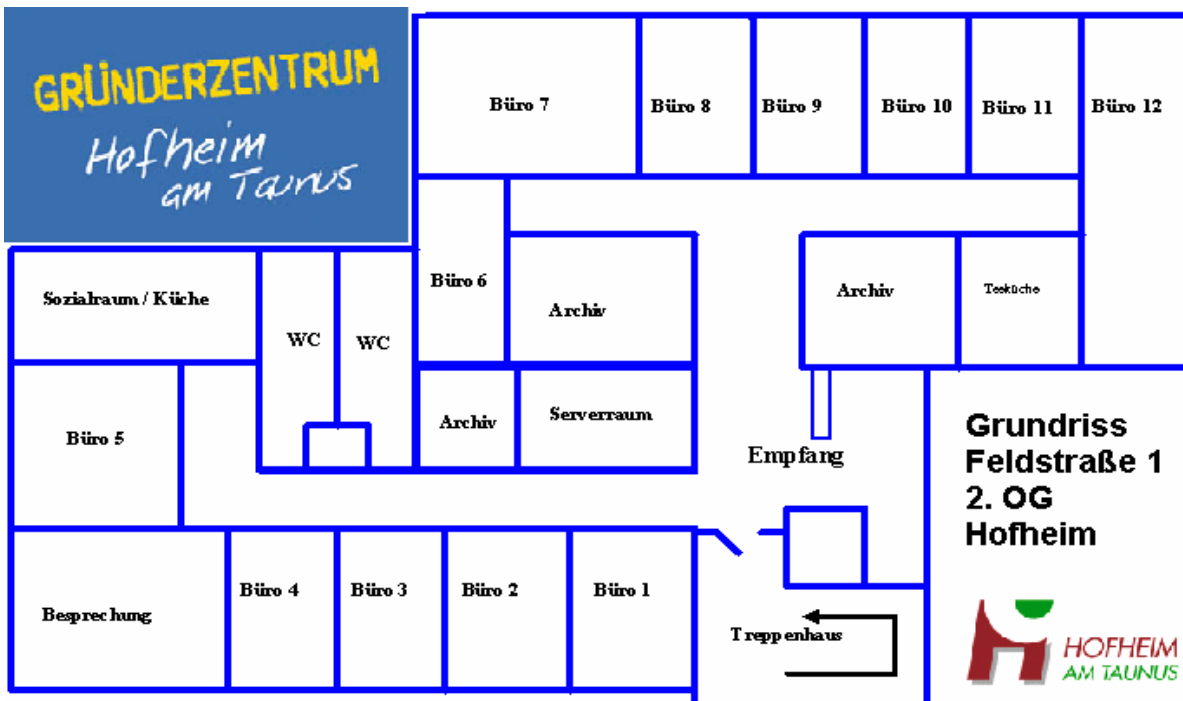 GRÜNDERZENTRUM
Hofheim
am Taunus
Büro 7
Büro 8
Büro 9
Büro 10
Büro 11
Büro 12
Sozialraum / Küche
WC
WC
Büro 6
Archiv
Archiv
Teeküche
Büro 5
Archiv
Serverraum
Empfang
Grundriss
Feldstraße 1
2. OG
Hofheim
Besprechung
Büro 4
Büro 3
Büro 2
Büro 1
Treppenhaus
HOFHEIM
AM TAUNUS